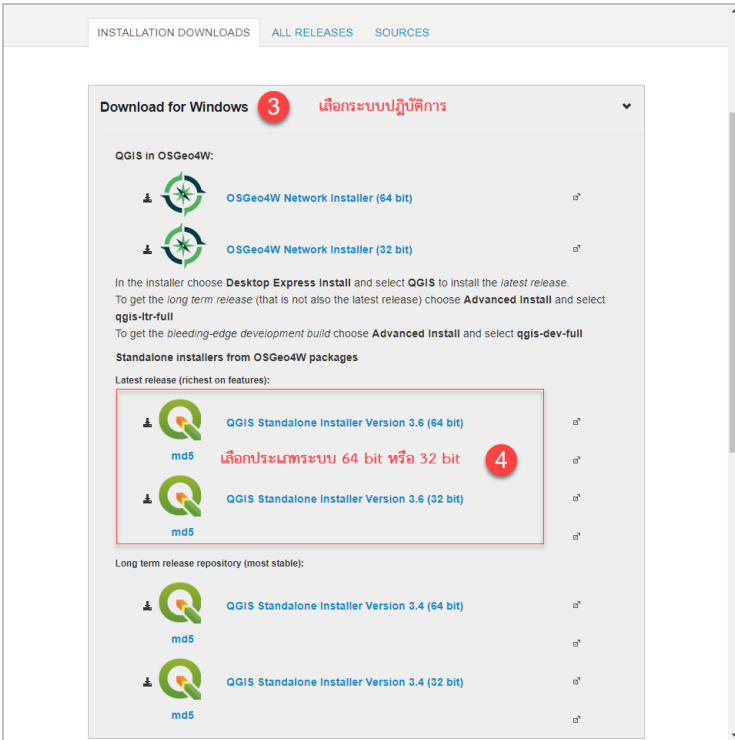 INSTALLATION DOWNLOADS ALL RELEASES SOURCES
Download for Windows 3 เลือกระบบปฏิบัติการ
QGIS in OSGeo4W:
OSGeo4W Network Installer (64 bit)
OSGeo4W Network Installer (32 bit)
In the installer choose Desktop Express Install and select QGIS to install the latest release.
To get the long term release (that is not also the latest release) choose Advanced Install and select
qgis-ltr-full
To get the bleeding-edge development build choose Advanced Install and select qgis-dev-full
Standalone installers from OSGeo4W packages
Latest release (richest on features):
QGIS Standalone Installer Version 3.6 (64 bit)
md5 เลือกประเภทระบบ 64 bit หรือ 32 bit 4
QGIS Standalone Installer Version 3.6 (32 bit)
md5
Long term release repository (most stable):
QGIS Standalone Installer Version 3.4 (64 bit)
md5
QGIS Standalone Installer Version 3.4 (32 bit)
md5